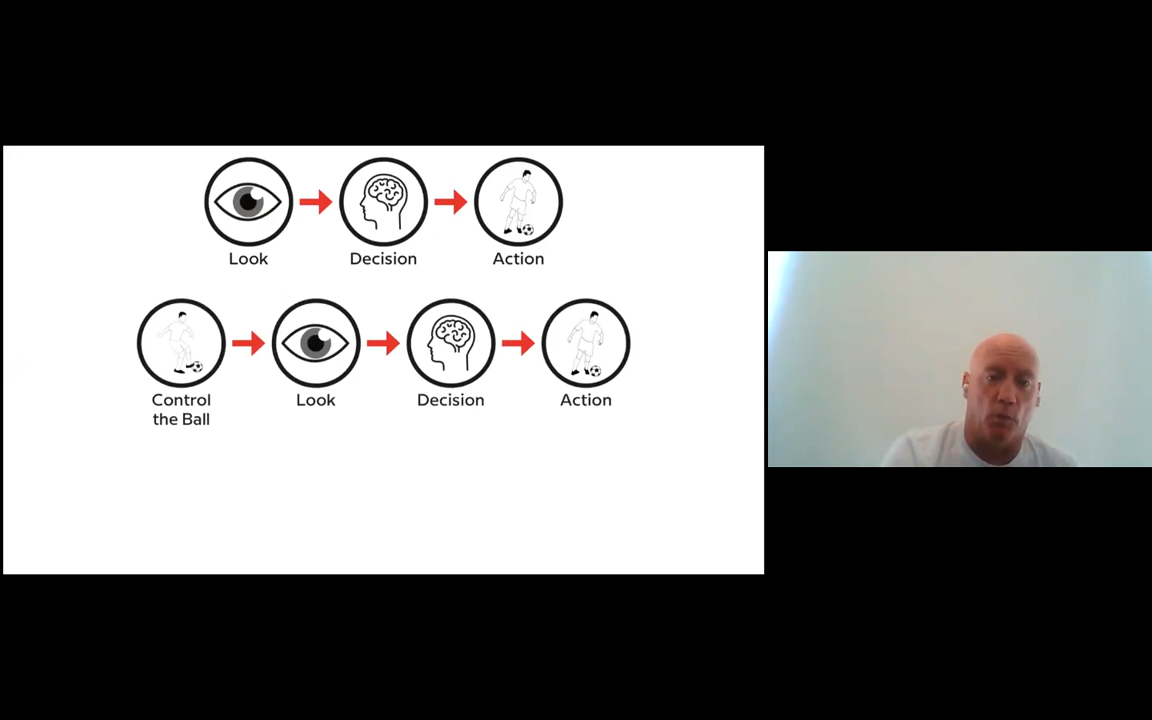 Look
Decision
Action
Control
the Ball
Look
Decision
Action